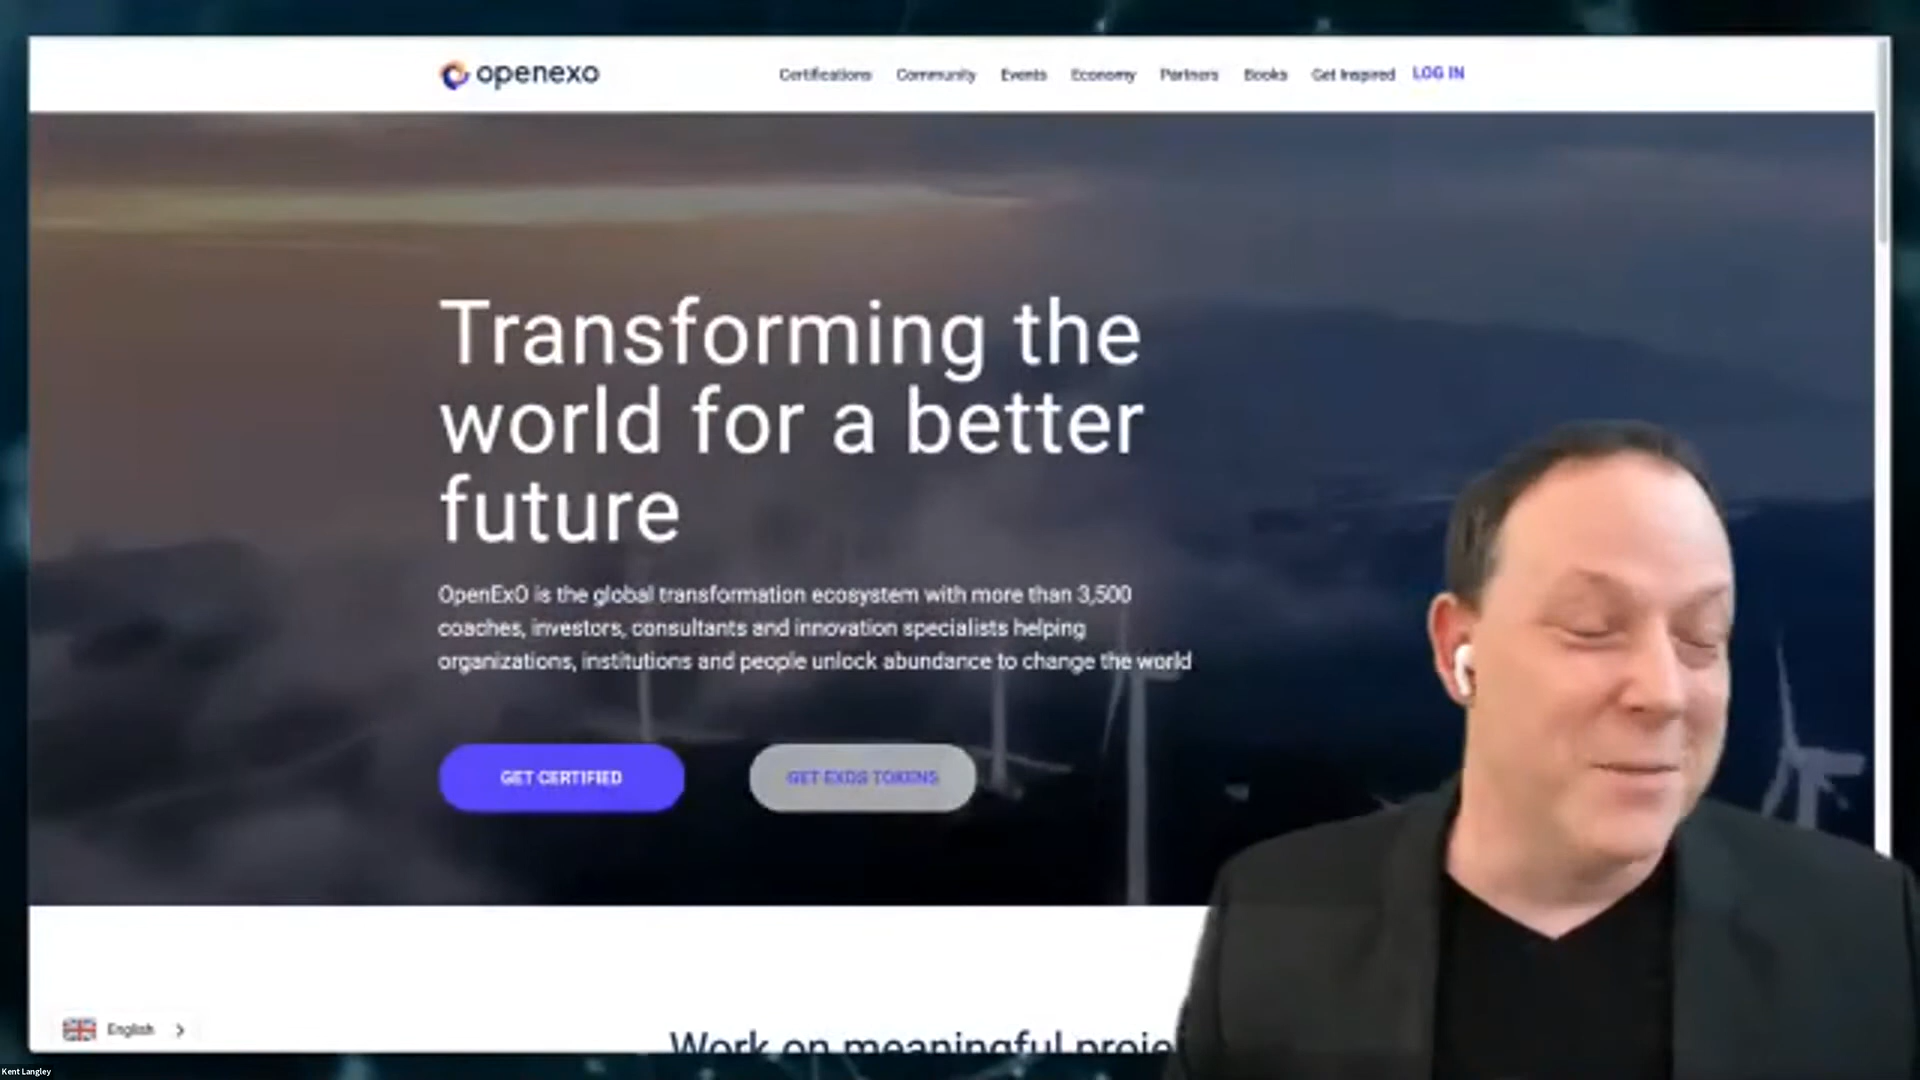 openexo
Certifications Community Events Economy Partners Books Get Inspired LOG IN
Transforming the
world for a better
future
OpenExO is the global transformation ecosystem with more than 3,500
coaches, investors, consultants and innovation specialists helping
organizations, institutions and people unlock abundance to change the world
GET CERTIFIED GET EXOS TOKENS
Work on meaningful proje
English
Kent Langley